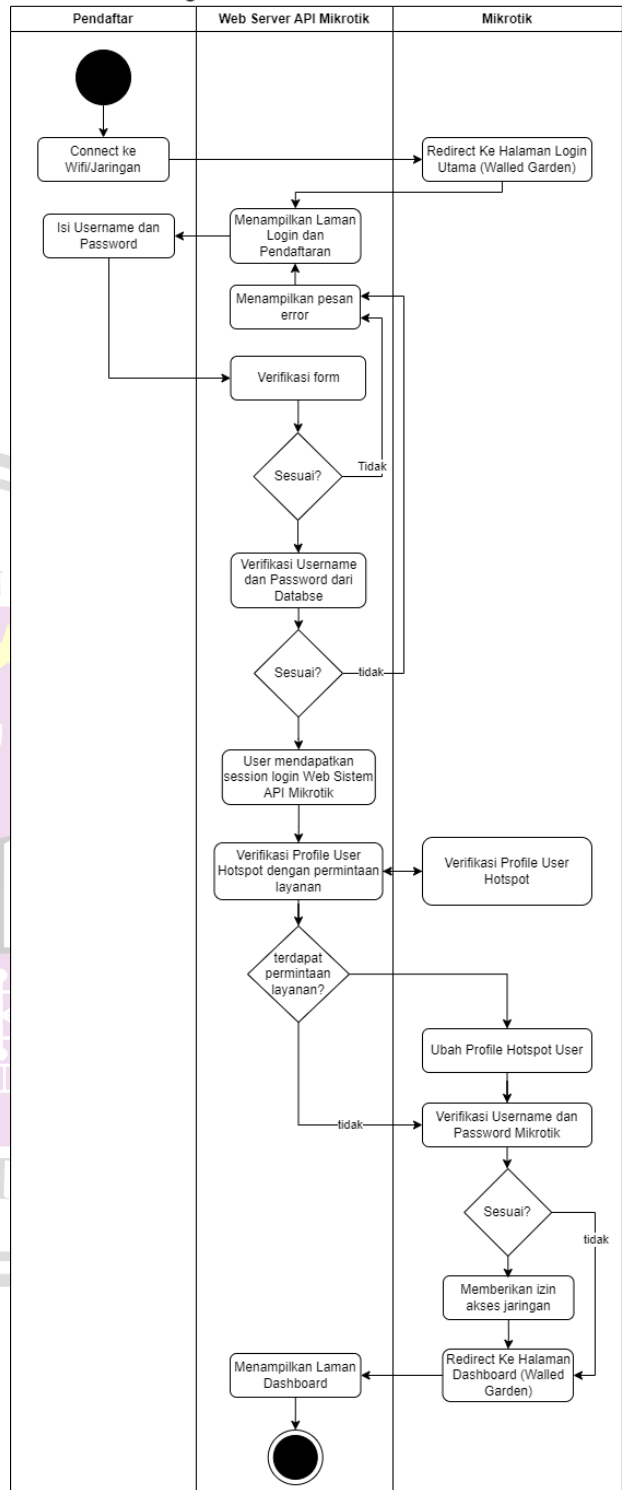 Pendaftar
Web Server API Mikrotik
Mikrotik
Connect ke
Wifi/Jaringan
Redirect Ke Halaman Login
Utama (Walled Garden)
Menampilkan Laman
Login dan
Pendaftaran
Isi Username dan
Password
Menampilkan pesan
error
Verifikasi form
Sesuai?
Tidak
Verifikasi Username
dan Password dari
Databse
Sesuai?
tidak
User mendapatkan
session login Web Sistem
API Mikrotik
Verifikasi Profile User
Hotspot dengan permintaan
layanan
Verifikasi Profile User
Hotspot
terdapat
permintaan
layanan?
Ubah Profile Hotspot User
tidak
Verifikasi Username dan
Password Mikrotik
Sesuai?
tidak
Memberikan izin
akses jaringan
Redirect Ke Halaman
Dashboard (Walled
Garden)
Menampilkan Laman
Dashboard